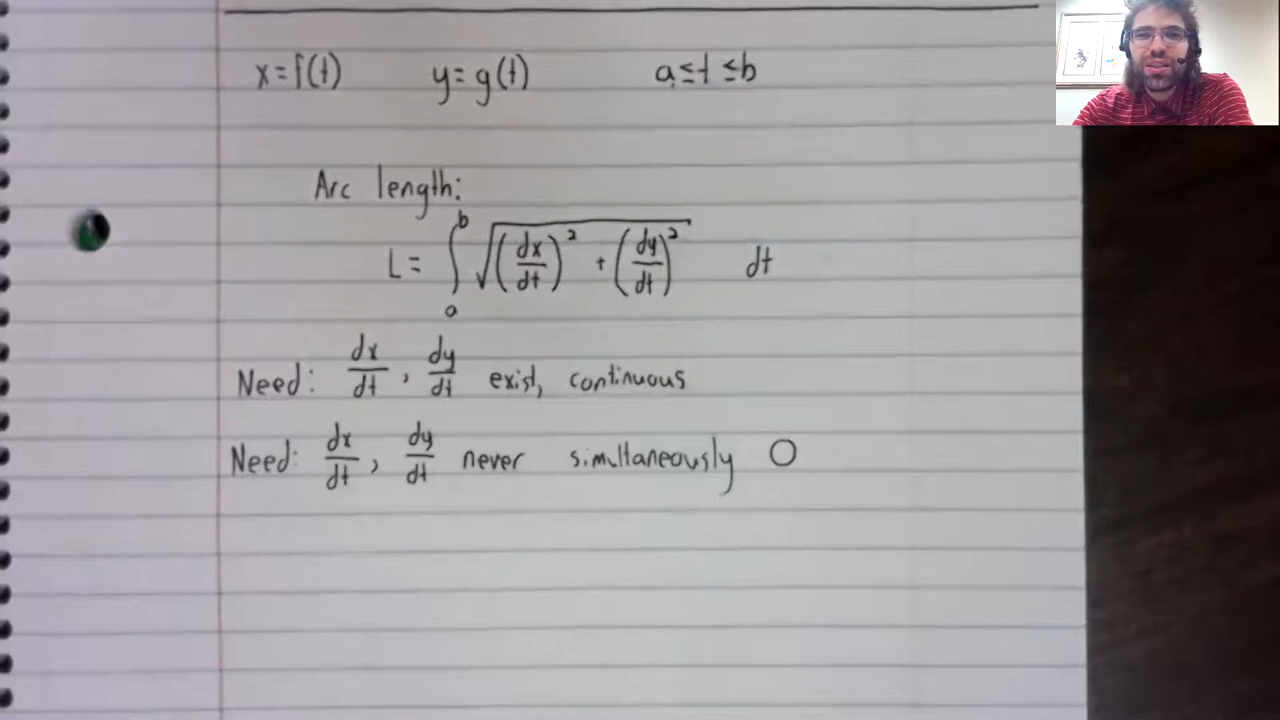 x = f(t) y = g(t) a ≤ t ≤ b
Arc length:
L = ∫_a^b √((dx/dt)² + (dy/dt)²) dt
Need: dx/dt, dy/dt exist, continuous
Need: dx/dt, dy/dt never simultaneously 0